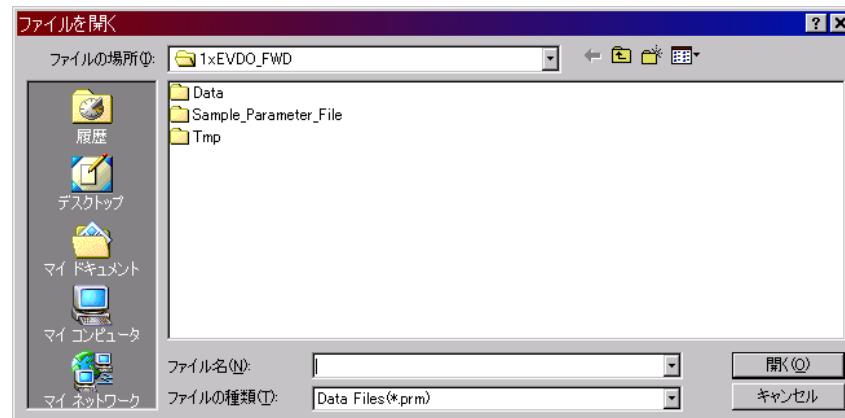 ファイルを開く
ファイルの場所(I):
1xEVDO_FWD
Data
Sample_Parameter_File
Tmp
履歴
デスクトップ
マイ ドキュメント
マイ コンピュータ
マイ ネットワーク
ファイル名(N):
開く(O)
ファイルの種類(T):
Data Files(*.prm)
キャンセル